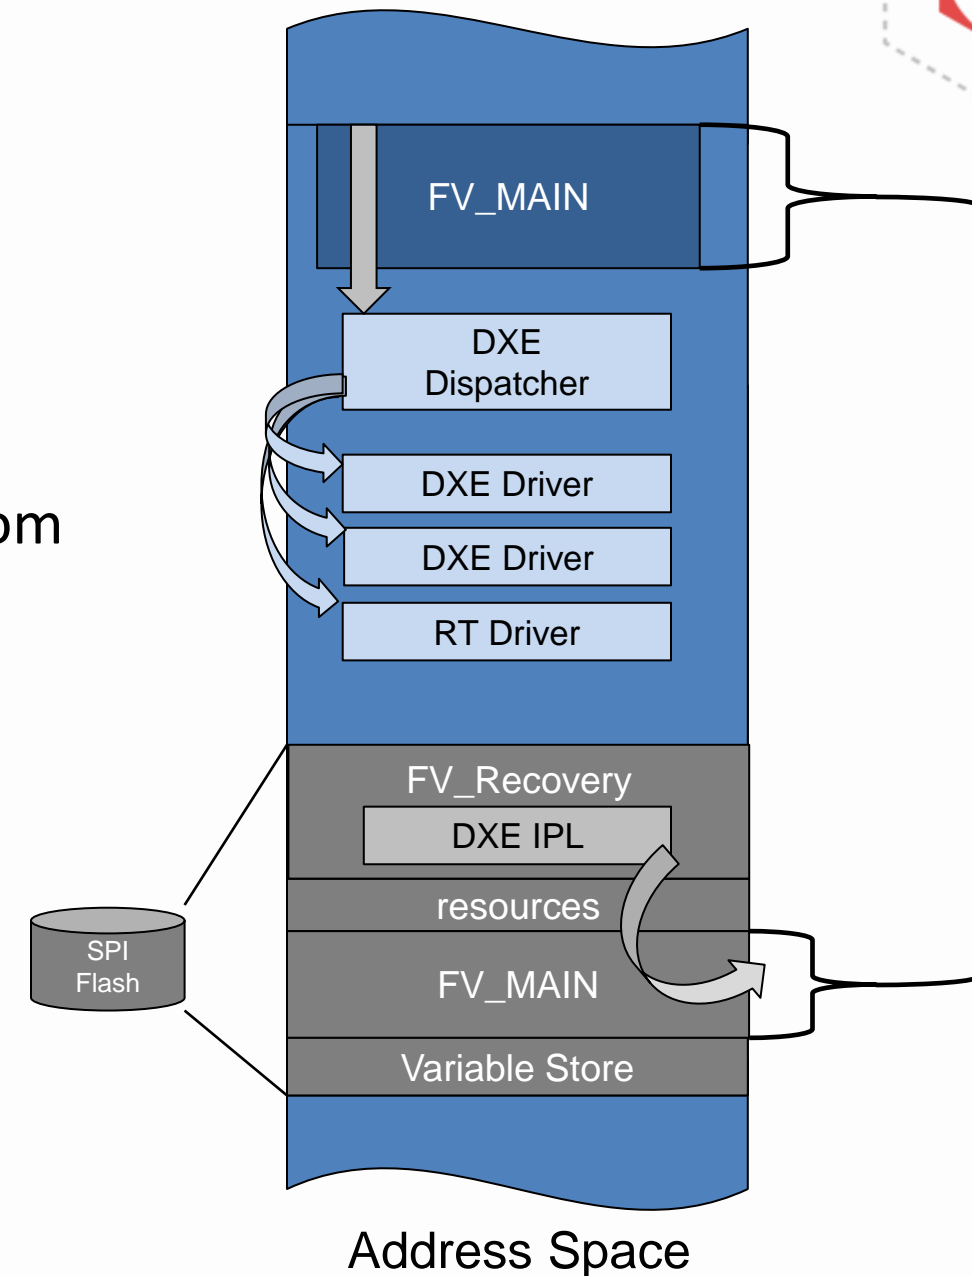 FV_MAIN
DXE
Dispatcher
DXE Driver
om
DXE Driver
RT Driver
FV_Recovery
DXE IPL
resources
SPI
Flash
FV_MAIN
Variable Store
Address Space